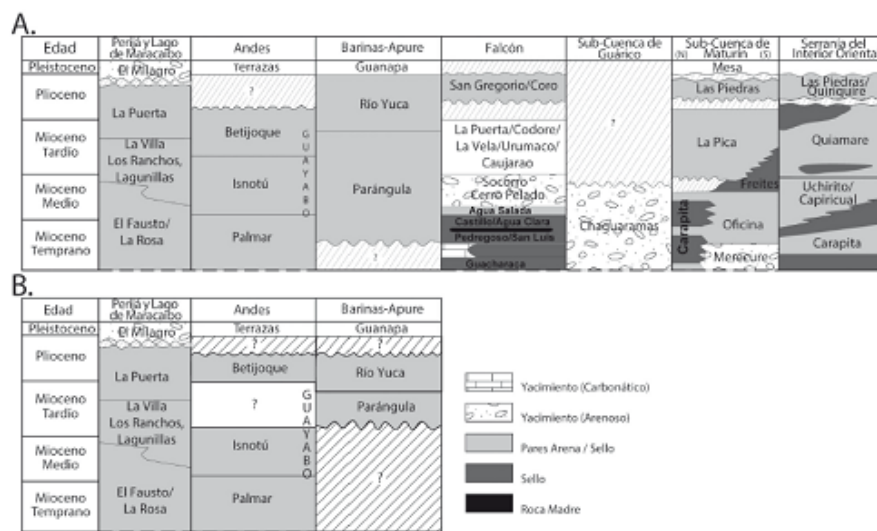 A.
Edad
Perijá y Lago
de Maracaibo
Andes
Barinas-Apure
Falcón
Sub-Cuenca de
Guárico
Sub-Cuenca de
(N) Maturín (S)
Serranía del
Interior Oriental
Pleistoceno
El Milagro
Terrazas
Guanapa
Mesa
Plioceno
?
San Gregorio/Coro
Las Piedras
Las Piedras/
Quinquire
La Puerta
Río Yuca
?
Mioceno
Tardío
La Villa
Los Ranchos,
Lagunillas
Betijoque
GUAYABO
La Puerta/Codore/
La Vela/Urumaco/
Caujarao
La Pica
Quiamare
Mioceno
Medio
Isnotú
Parángula
Socorro
Cerro Pelado
Freites
Uchirito/
Capiricual
Mioceno
Temprano
El Fausto/
La Rosa
Palmar
?
Agua Salada
Castillo/Agua Clara
Pedregoso/San Luis
Guacharaca
Chaguaramas
Carapita
Oficina
Merecure
Carapita
B.
Edad
Perijá y Lago
de Maracaibo
Andes
Barinas-Apure
Pleistoceno
El Milagro
Terrazas
Guanapa
Plioceno
?
?
La Puerta
Betijoque
Río Yuca
Mioceno
Tardío
La Villa
Los Ranchos,
Lagunillas
?
GUAYABO
Parángula
Mioceno
Medio
Isnotú
?
Mioceno
Temprano
El Fausto/
La Rosa
Palmar
Yacimiento (Carbonático)
Yacimiento (Arenoso)
Pares Arena / Sello
Sello
Roca Madre